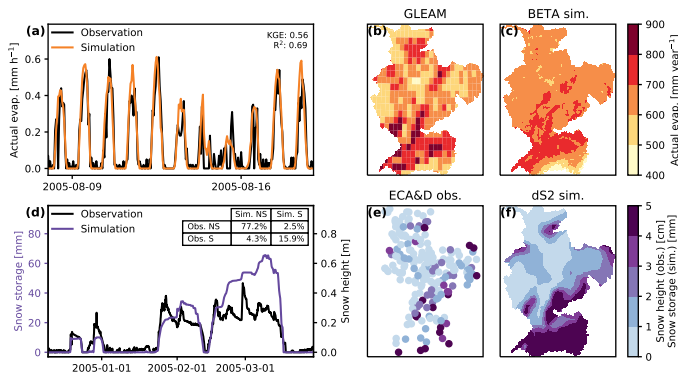 GLEAM
BETA sim.
(a)
Observation
Simulation
KGE: 0.56
R²: 0.69
Actual evap. [mm h⁻¹]
0.6
0.4
0.2
0.0
2005-08-09
2005-08-16
(b)
(c)
900
800
700
600
500
400
Actual evap. [mm year⁻¹]
ECA&D obs.
dS2 sim.
(d)
Observation
Simulation
Sim. NS Sim. S
Obs. NS 77.2% 2.5%
Obs. S 4.3% 15.9%
Snow storage [mm]
80
60
40
20
0
0.8
0.6
0.4
0.2
0.0
Snow height [m]
2005-01-01
2005-02-01
2005-03-01
(e)
(f)
5
4
3
2
1
0
Snow height (obs.) [cm]
Snow storage (sim.) [mm]